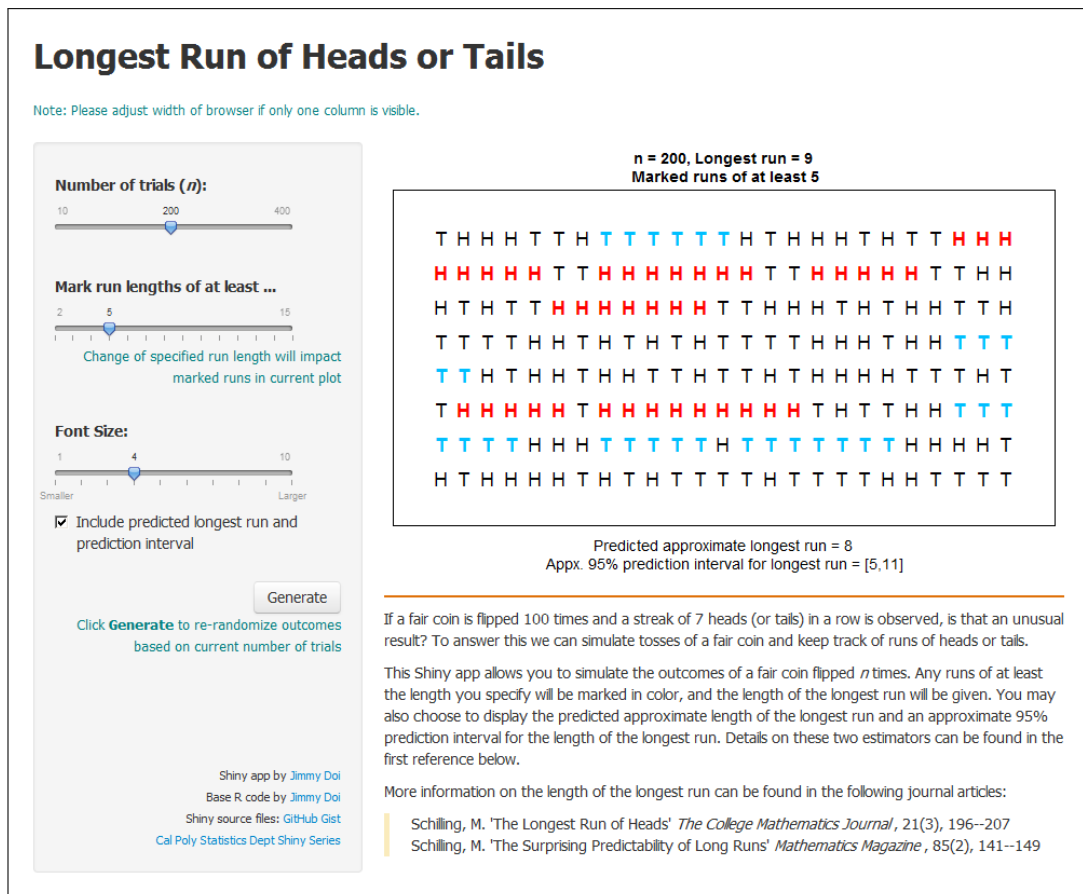 Longest Run of Heads or Tails
Note: Please adjust width of browser if only one column is visible.
Number of trials (n):
10 200 400
Mark run lengths of at least ...
2 5 15
Change of specified run length will impact
marked runs in current plot
Font Size:
1 4 10
Smaller Larger
Include predicted longest run and
prediction interval
Generate
Click Generate to re-randomize outcomes
based on current number of trials
Shiny app by Jimmy Doi
Base R code by Jimmy Doi
Shiny source files: GitHub Gist
Cal Poly Statistics Dept Shiny Series
n = 200, Longest run = 9
Marked runs of at least 5
T H H H T T H T T T T T T H T H H H T H T T H H H
H H H H H T T H H H H H H H T T H H H H H T T H H
H T H T T H H H H H H H T T H H H T H T H H T T H
T T T T H H T H T H T H T T T T H H H T H H T T T
T T H T H H T H H T T H T T H T H H H H T T T H T
T H H H H H T H H H H H H H H H T H T T H H T T T
T T T T H H H T T T T T H T T T T T T T H H H H T
H T H H H H T H T H T T T T H T T T T H H T T T T
Predicted approximate longest run = 8
Appx. 95% prediction interval for longest run = [5,11]
If a fair coin is flipped 100 times and a streak of 7 heads (or tails) in a row is observed, is that an unusual
result? To answer this we can simulate tosses of a fair coin and keep track of runs of heads or tails.
This Shiny app allows you to simulate the outcomes of a fair coin flipped n times. Any runs of at least
the length you specify will be marked in color, and the length of the longest run will be given. You may
also choose to display the predicted approximate length of the longest run and an approximate 95%
prediction interval for the length of the longest run. Details on these two estimators can be found in the
first reference below.
More information on the length of the longest run can be found in the following journal articles:
Schilling, M. 'The Longest Run of Heads' The College Mathematics Journal, 21(3), 196--207
Schilling, M. 'The Surprising Predictability of Long Runs' Mathematics Magazine, 85(2), 141--149